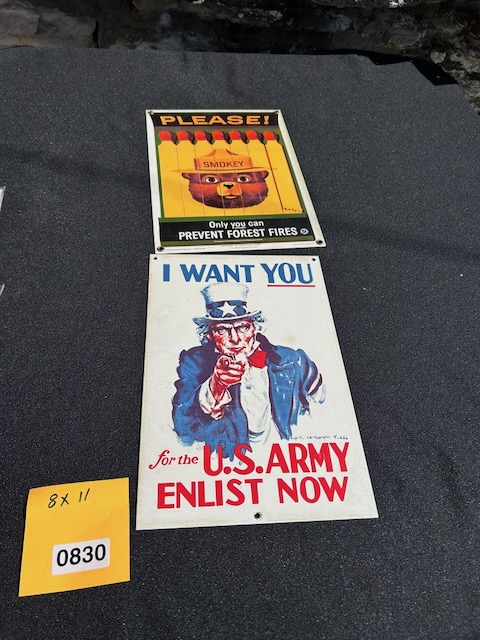 PLEASE!
SMOKEY
Only you can
PREVENT FOREST FIRES
I WANT YOU
for the U.S. ARMY
ENLIST NOW
8 X 11
0830